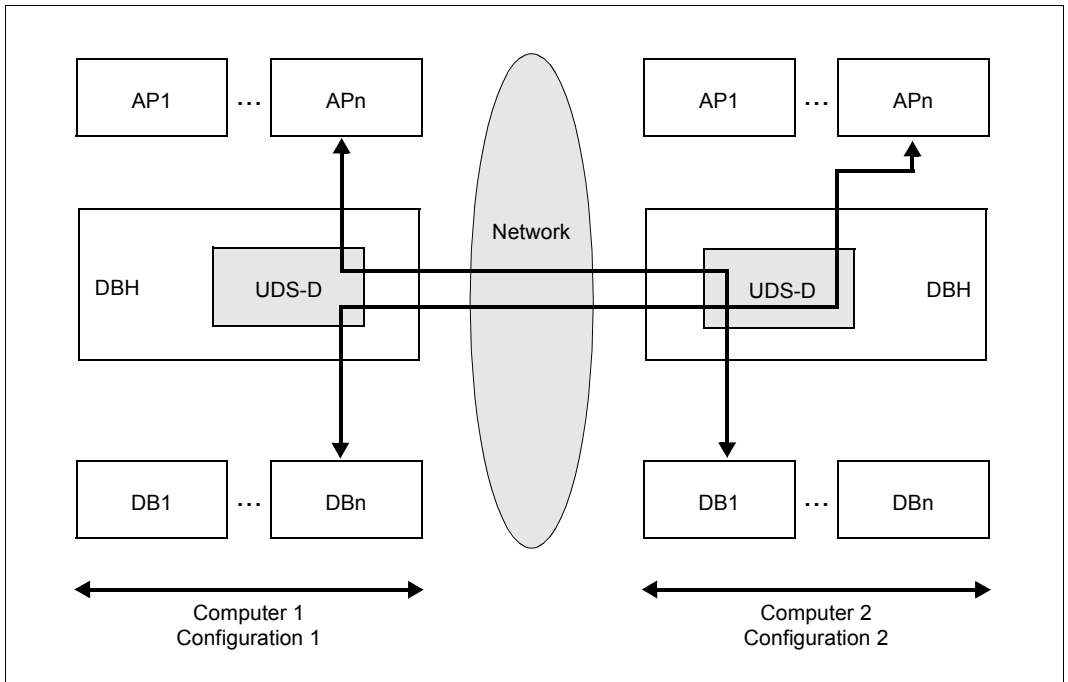 AP1 ... APn
AP1 ... APn
Network
DBH
UDS-D
UDS-D
DBH
DB1 ... DBn
DB1 ... DBn
Computer 1
Configuration 1
Computer 2
Configuration 2